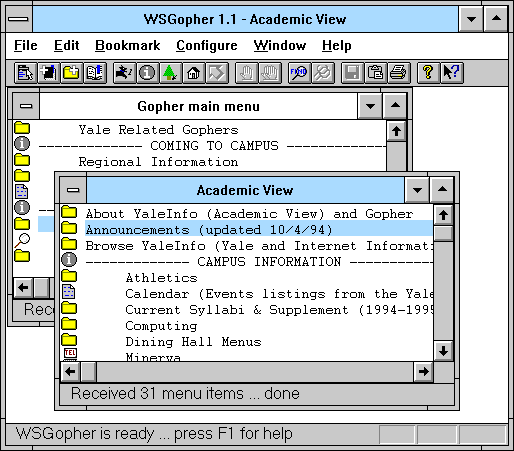 WSGopher 1.1 - Academic View
File Edit Bookmark Configure Window Help
Gopher main menu
Yale Related Gophers
------------ COMING TO CAMPUS ------------
Regional Information
Rece
Academic View
About YaleInfo (Academic View) and Gopher
Announcements (updated 10/4/94)
Browse YaleInfo (Yale and Internet Informati
------------ CAMPUS INFORMATION ------------
Athletics
Calendar (Events listings from the Yale
Current Syllabi & Supplement (1994-1995
Computing
Dining Hall Menus
TEL Minerva
Received 31 menu items ... done
WSGopher is ready ... press F1 for help